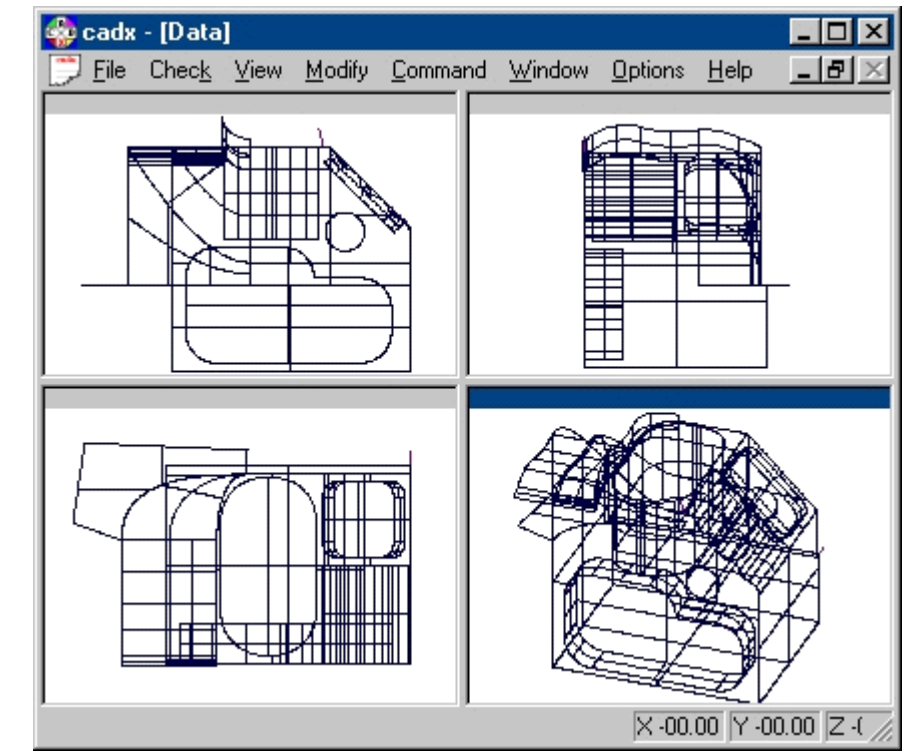 cadx - [Data]
File Check View Modify Command Window Options Help
X -00.00 Y -00.00 Z -(